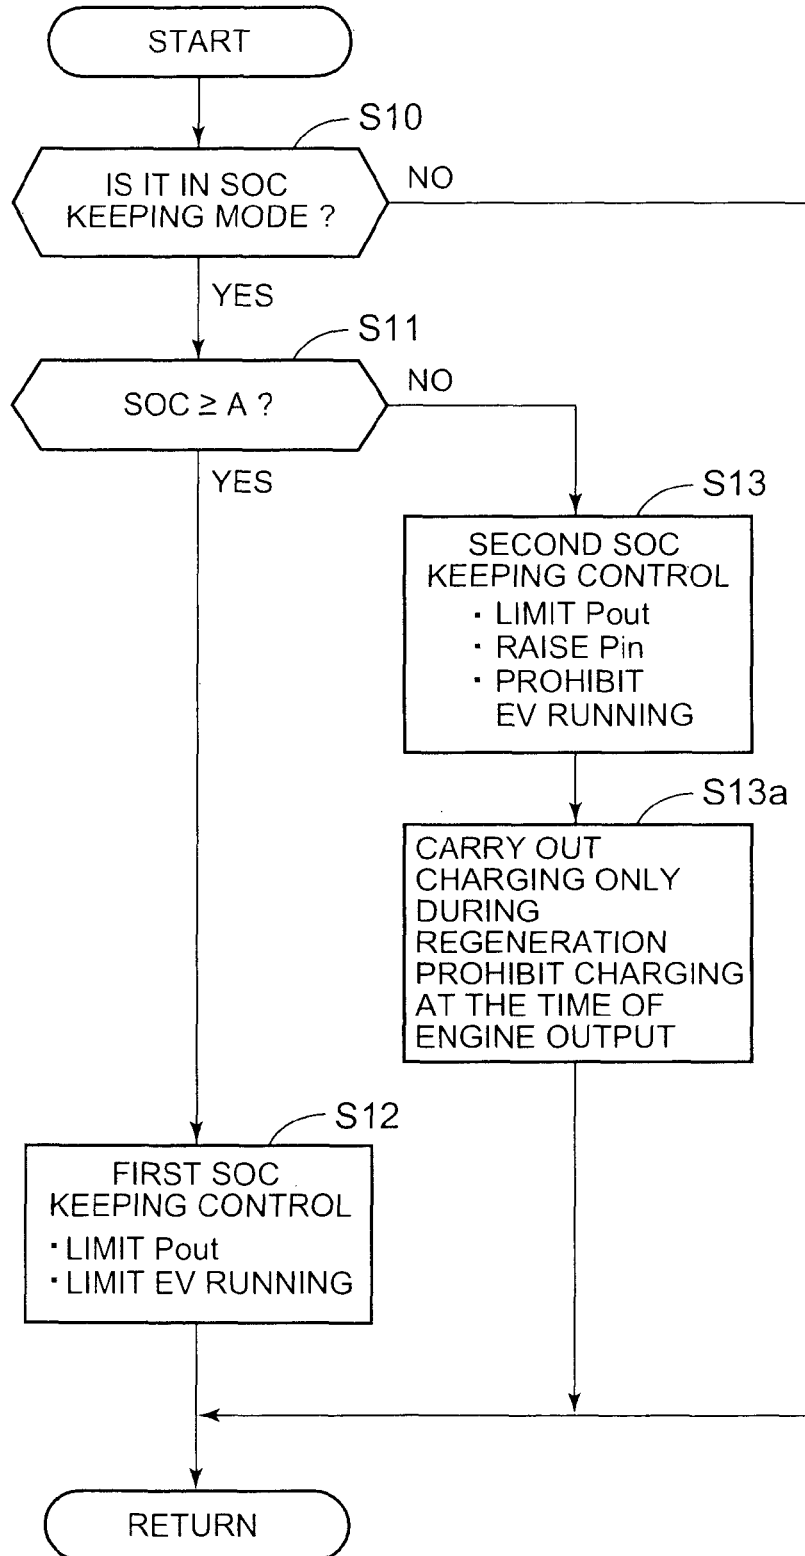 START
S10
IS IT IN SOC
KEEPING MODE ?
NO
YES
S11
SOC ≥ A ?
NO
YES
S13
SECOND SOC
KEEPING CONTROL
· LIMIT Pout
· RAISE Pin
· PROHIBIT
EV RUNNING
S13a
CARRY OUT
CHARGING ONLY
DURING
REGENERATION
PROHIBIT CHARGING
AT THE TIME OF
ENGINE OUTPUT
S12
FIRST SOC
KEEPING CONTROL
· LIMIT Pout
· LIMIT EV RUNNING
RETURN